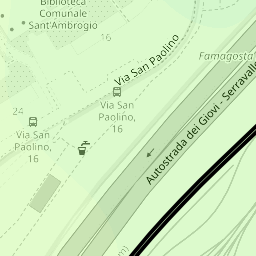 Biblioteca
Comunale
Sant'Ambrogio
16
Via San Paolino
Famagosta
24
Via San
Paolino,
16
Via San
Paolino,
16
Autostrada dei Giovi - Serravalle